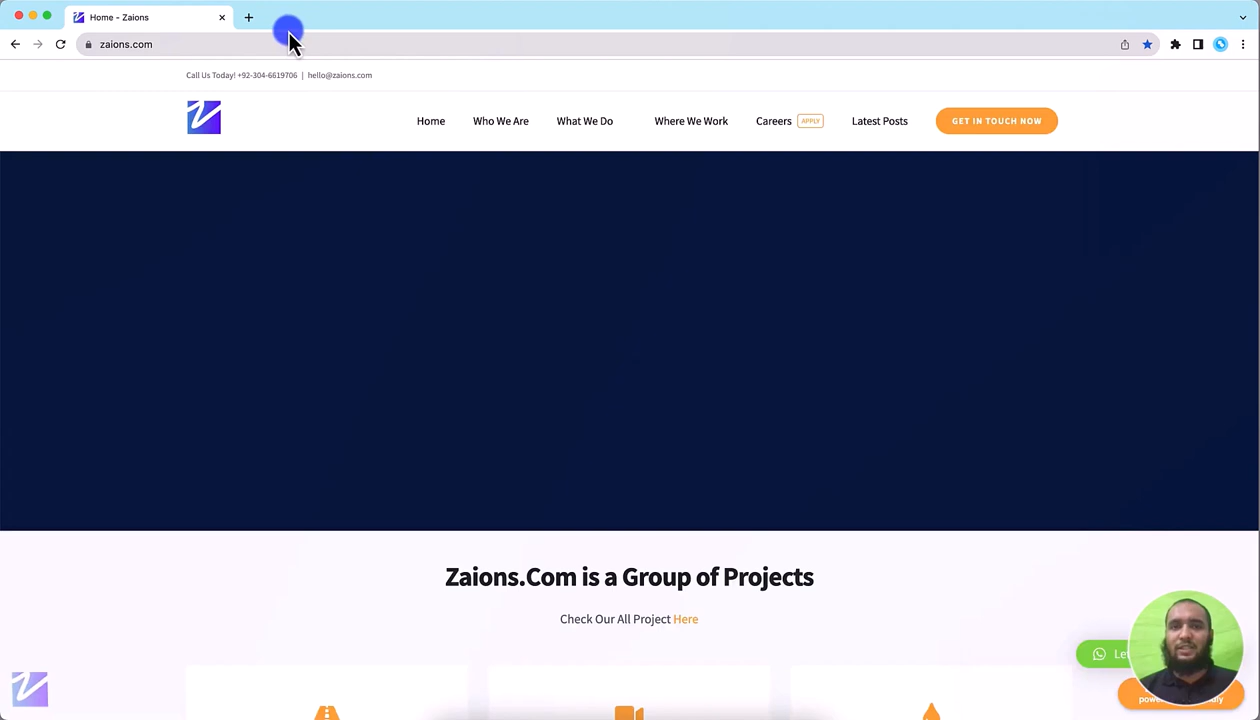 Home - Zaions
zaions.com
Call Us Today! +92-304-6619706 | hello@zaions.com
Home Who We Are What We Do Where We Work Careers APPLY Latest Posts GET IN TOUCH NOW
Zaions.Com is a Group of Projects
Check Our All Project Here